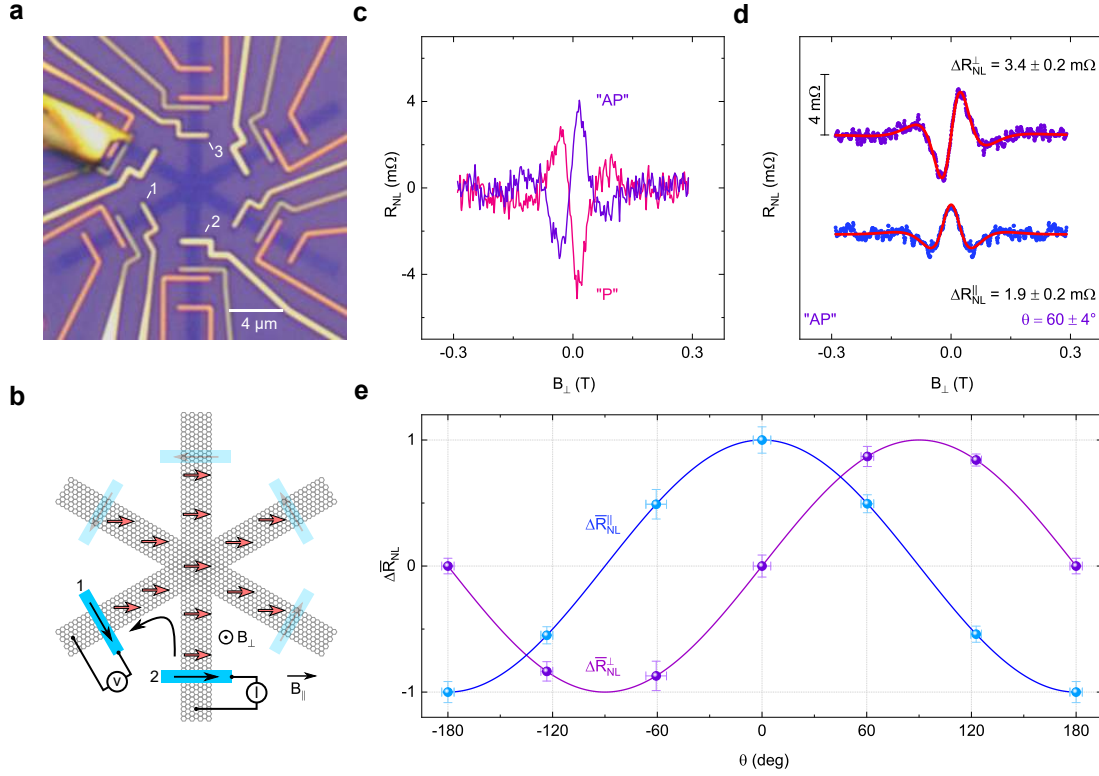 a
3
1
2
4 µm
b
1
2
V
I
B⊥
B||
c
4
0
-4
R_NL (mΩ)
"AP"
"P"
-0.3
0.0
0.3
B⊥ (T)
d
4 mΩ
ΔR⊥NL = 3.4 ± 0.2 mΩ
R_NL (mΩ)
ΔR||NL = 1.9 ± 0.2 mΩ
"AP"
θ = 60 ± 4°
-0.3
0.0
0.3
B⊥ (T)
e
1
0
-1
ΔR̅NL
ΔR̅||NL
ΔR̅⊥NL
-180
-120
-60
0
60
120
180
θ (deg)